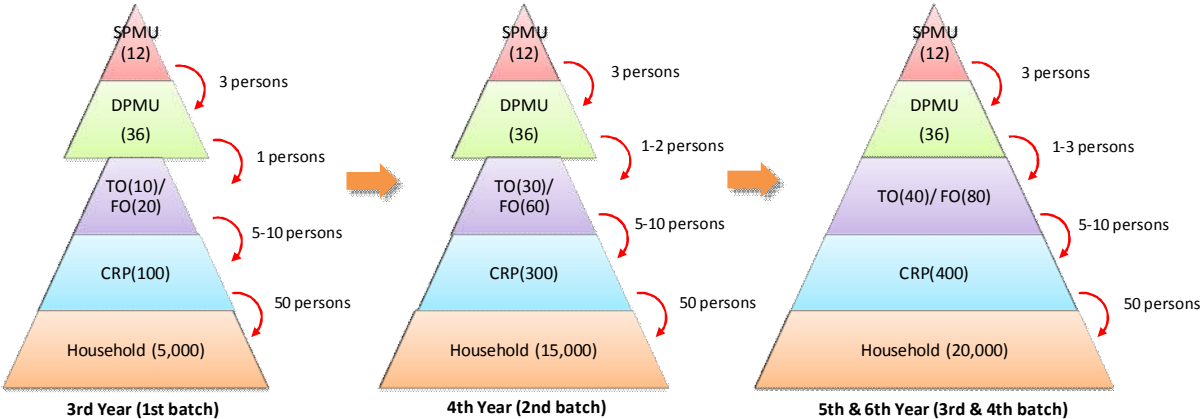 SPMU
(12)
3 persons
DPMU
(36)
1 persons
TO(10)/
FO(20)
5-10 persons
CRP(100)
50 persons
Household (5,000)
3rd Year (1st batch)
SPMU
(12)
3 persons
DPMU
(36)
1-2 persons
TO(30)/
FO(60)
5-10 persons
CRP(300)
50 persons
Household (15,000)
4th Year (2nd batch)
SPMU
(12)
3 persons
DPMU
(36)
1-3 persons
TO(40)/ FO(80)
5-10 persons
CRP(400)
50 persons
Household (20,000)
5th & 6th Year (3rd & 4th batch)